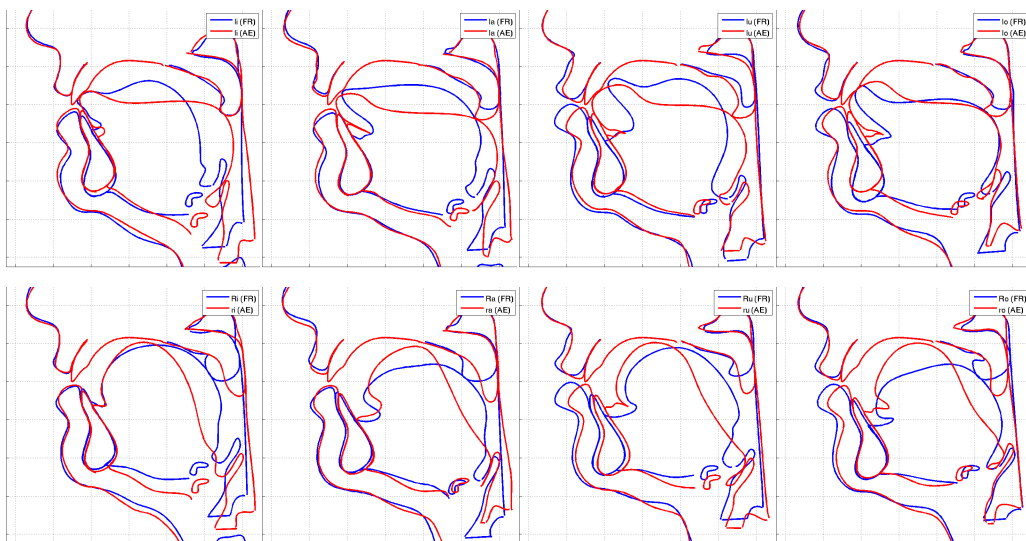 li (FR)
li (AE)
la (FR)
la (AE)
lu (FR)
lu (AE)
lo (FR)
lo (AE)
Ri (FR)
ri (AE)
Ra (FR)
ra (AE)
Ru (FR)
ru (AE)
Ro (FR)
ro (AE)